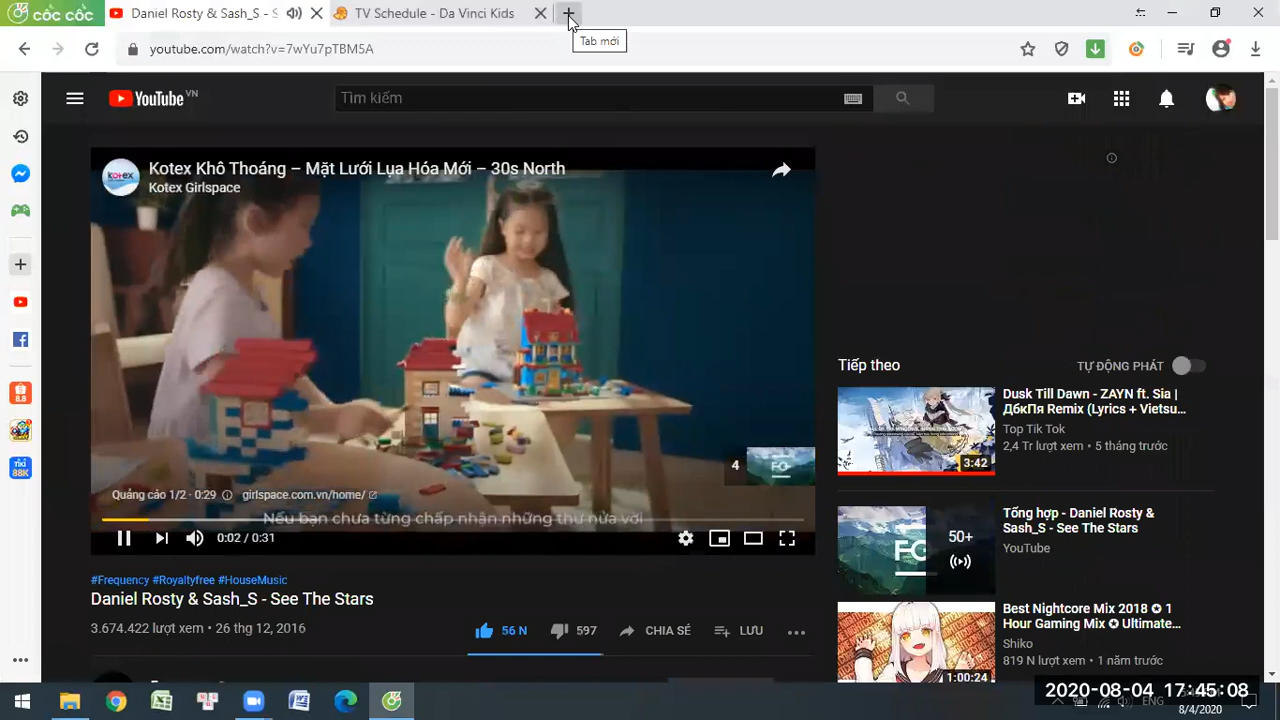 cốc cốc
Daniel Rosty & Sash_S - S
TV Schedule - Da Vinci Kids
Tab mới
youtube.com/watch?v=7wYu7pTBM5A
YouTube VN
Tìm kiếm
kotex
Kotex Khô Thoáng – Mặt Lưới Lụa Hóa Mới – 30s North
Kotex Girlspace
4
Quảng cáo 1/2 · 0:29
girlspace.com.vn/home/
Nếu bạn chưa từng chấp nhận những thứ nửa vời
0:02 / 0:31
#Frequency #Royaltyfree #HouseMusic
Daniel Rosty & Sash_S - See The Stars
3.674.422 lượt xem • 26 thg 12, 2016
56 N
597
CHIA SẺ
LƯU
Tiếp theo
TỰ ĐỘNG PHÁT
Dusk Till Dawn - ZAYN ft. Sia |
ДбкПя Remix (Lyrics + Vietsu...
Top Tik Tok
2,4 Tr lượt xem • 5 tháng trước
3:42
Tổng hợp - Daniel Rosty &
Sash_S - See The Stars
YouTube
50+
Best Nightcore Mix 2018 ✪ 1
Hour Gaming Mix ✪ Ultimate...
Shiko
819 N lượt xem • 1 năm trước
1:00:24
8.8
TIKI
88K
2020-08-04 17:45:08
ENG
8/4/2020